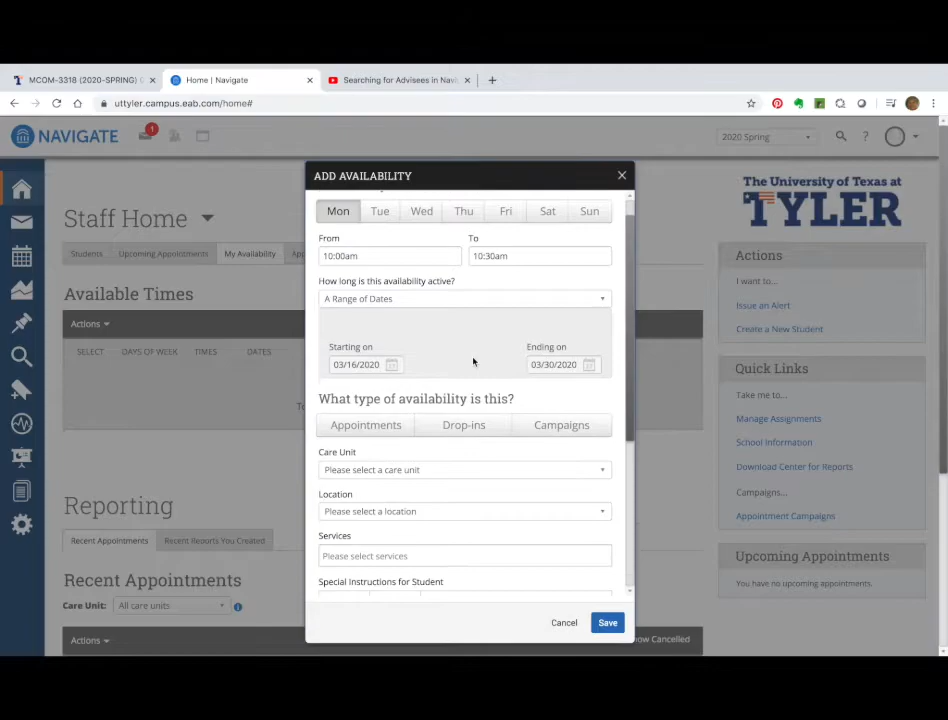 MCOM-3318 (2020-SPRING) G
Home | Navigate
Searching for Advisees in Nav
uttyler.campus.eab.com/home#
NAVIGATE
1
2020 Spring
?
Staff Home
Students
Upcoming Appointments
My Availability
App
Available Times
Actions
SELECT
DAYS OF WEEK
TIMES
DATES
Reporting
Recent Appointments
Recent Reports You Created
Recent Appointments
Care Unit:
All care units
Actions
how Cancelled
ADD AVAILABILITY
Mon
Tue
Wed
Thu
Fri
Sat
Sun
From
To
10:00am
10:30am
How long is this availability active?
A Range of Dates
Starting on
Ending on
03/16/2020
03/30/2020
What type of availability is this?
Appointments
Drop-ins
Campaigns
Care Unit
Please select a care unit
Location
Please select a location
Services
Please select services
Special Instructions for Student
Cancel
Save
The University of Texas at
TYLER
Actions
I want to...
Issue an Alert
Create a New Student
Quick Links
Take me to...
Manage Assignments
School Information
Download Center for Reports
Campaigns...
Appointment Campaigns
Upcoming Appointments
You have no upcoming appointments.